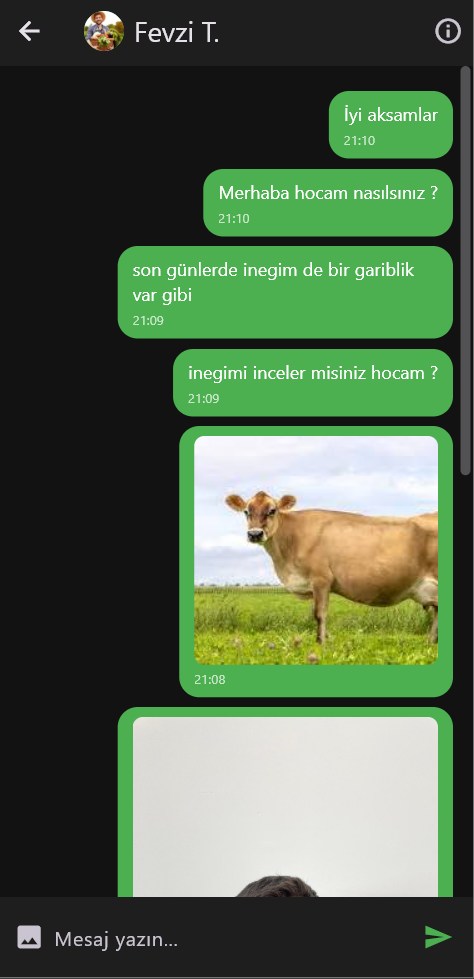 Fevzi T.
İyi aksamlar
21:10
Merhaba hocam nasılsınız ?
21:10
son günlerde inegim de bir gariblik
var gibi
21:09
inegimi inceler misiniz hocam ?
21:09
21:08
Mesaj yazın...